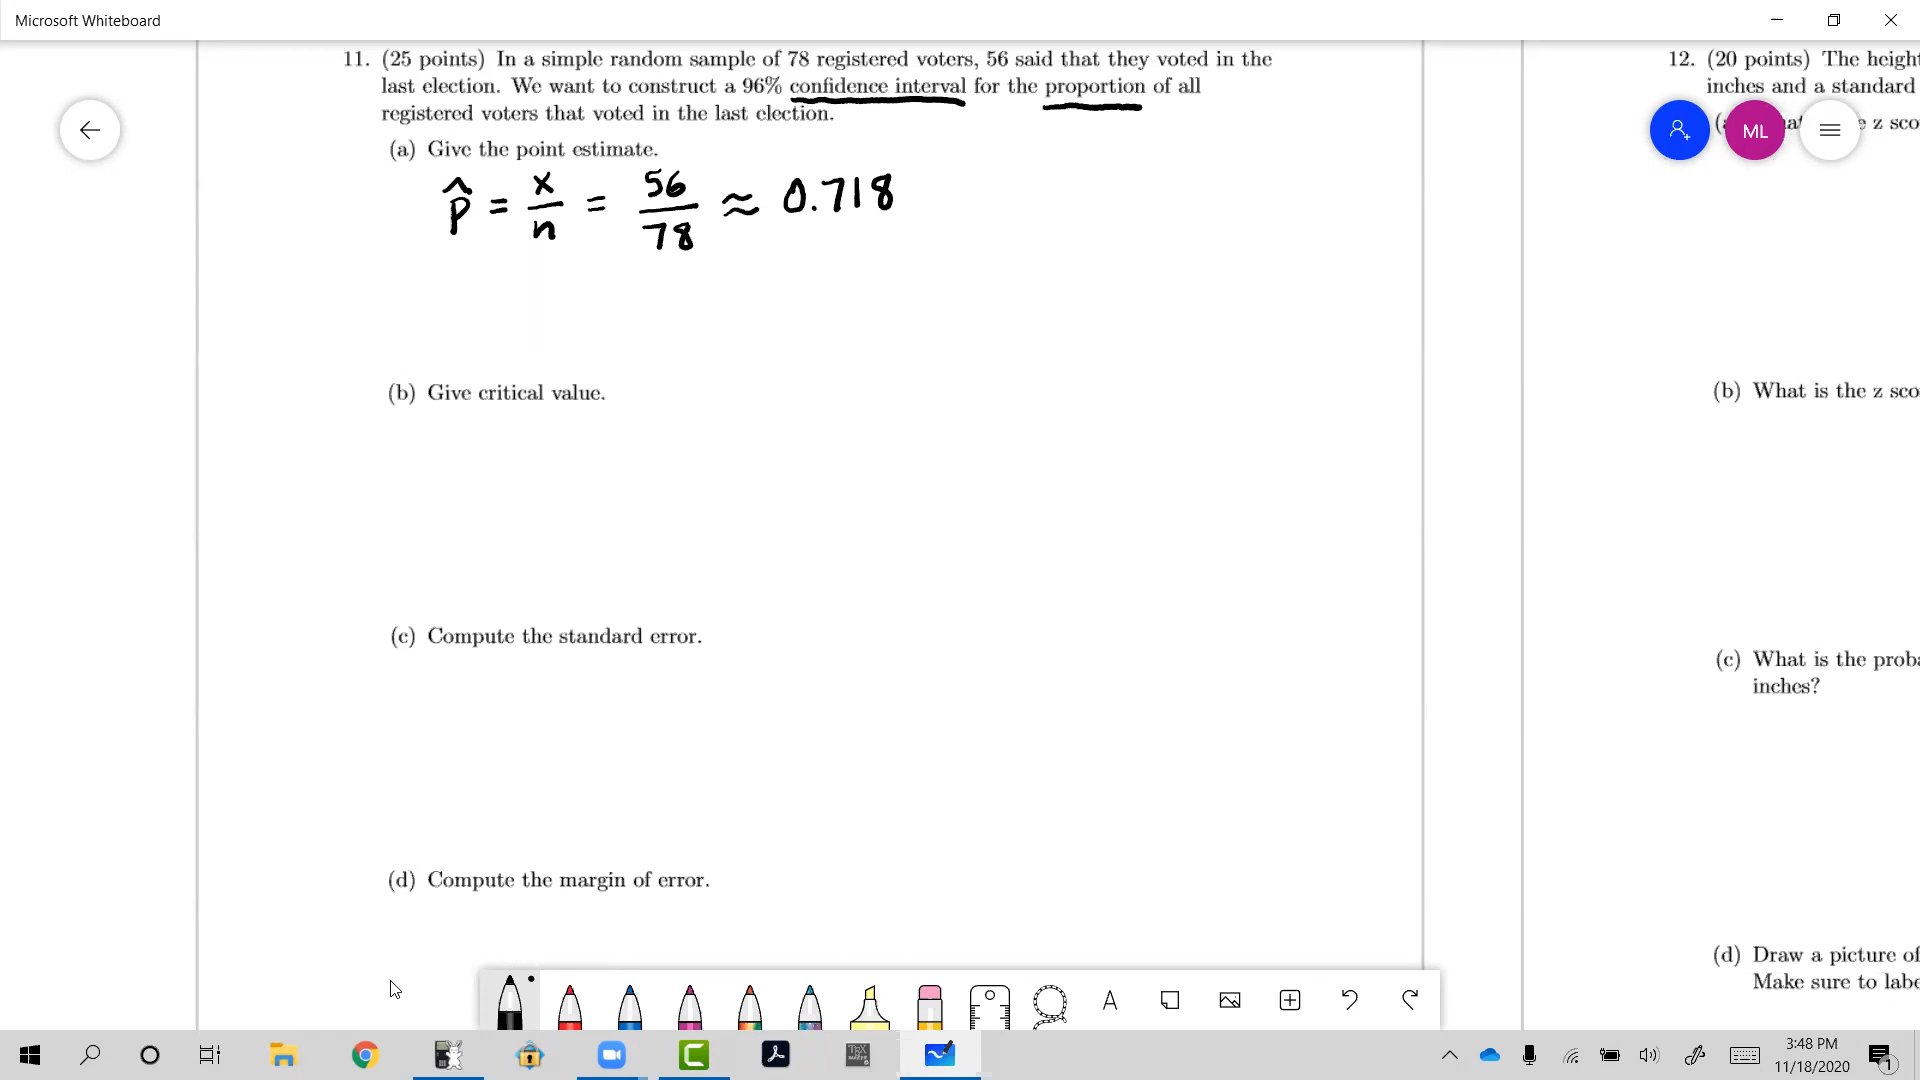 Microsoft Whiteboard
11. (25 points) In a simple random sample of 78 registered voters, 56 said that they voted in the
last election. We want to construct a 96% confidence interval for the proportion of all
registered voters that voted in the last election.
(a) Give the point estimate.
p̂ = x/n = 56/78 ≈ 0.718
(b) Give critical value.
(c) Compute the standard error.
(d) Compute the margin of error.
12. (20 points) The height
inches and a standard
ML
z sco
(b) What is the z sco
(c) What is the proba
inches?
(d) Draw a picture of
Make sure to labe
A
3:48 PM
11/18/2020
1